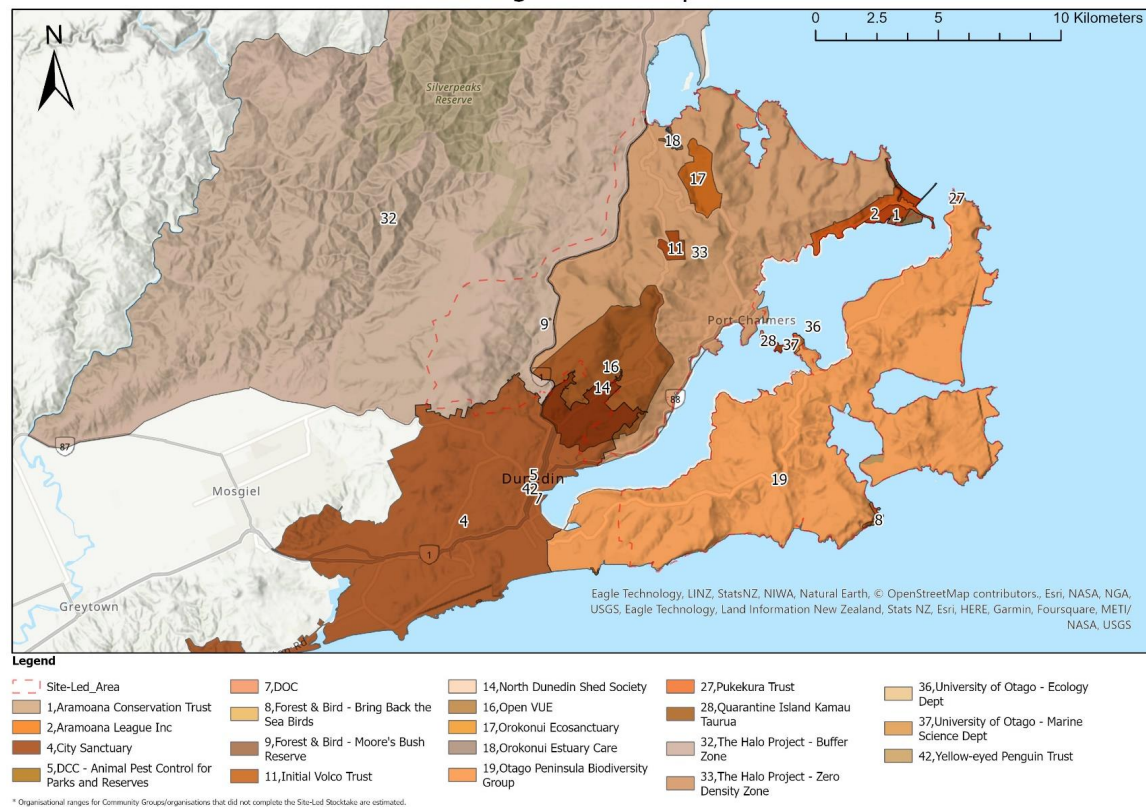 N
0 2.5 5 10 Kilometers
Silverpeaks
Reserve
18
17
27
2
1
32
11
33
9
Port Chalmers
36
28
37
16
1
14
88
87
5
Dunedin
42
7
Mosgiel
19
4
8
1
Greytown
Eagle Technology, LINZ, StatsNZ, NIWA, Natural Earth, © OpenStreetMap contributors., Esri, NASA, NGA,
USGS, Eagle Technology, Land Information New Zealand, Stats NZ, Esri, HERE, Garmin, Foursquare, METI/
NASA, USGS
Legend
Site-Led_Area
1,Aramoana Conservation Trust
2,Aramoana League Inc
4,City Sanctuary
5,DCC - Animal Pest Control for
Parks and Reserves
7,DOC
8,Forest & Bird - Bring Back the
Sea Birds
9,Forest & Bird - Moore's Bush
Reserve
11,Initial Volco Trust
14,North Dunedin Shed Society
16,Open VUE
17,Orokonui Ecosanctuary
18,Orokonui Estuary Care
19,Otago Peninsula Biodiversity
Group
27,Pukekura Trust
28,Quarantine Island Kamau
Taurua
32,The Halo Project - Buffer
Zone
33,The Halo Project - Zero
Density Zone
36,University of Otago - Ecology
Dept
37,University of Otago - Marine
Science Dept
42,Yellow-eyed Penguin Trust
* Organisational ranges for Community Groups/organisations that did not complete the Site-Led Stocktake are estimated.